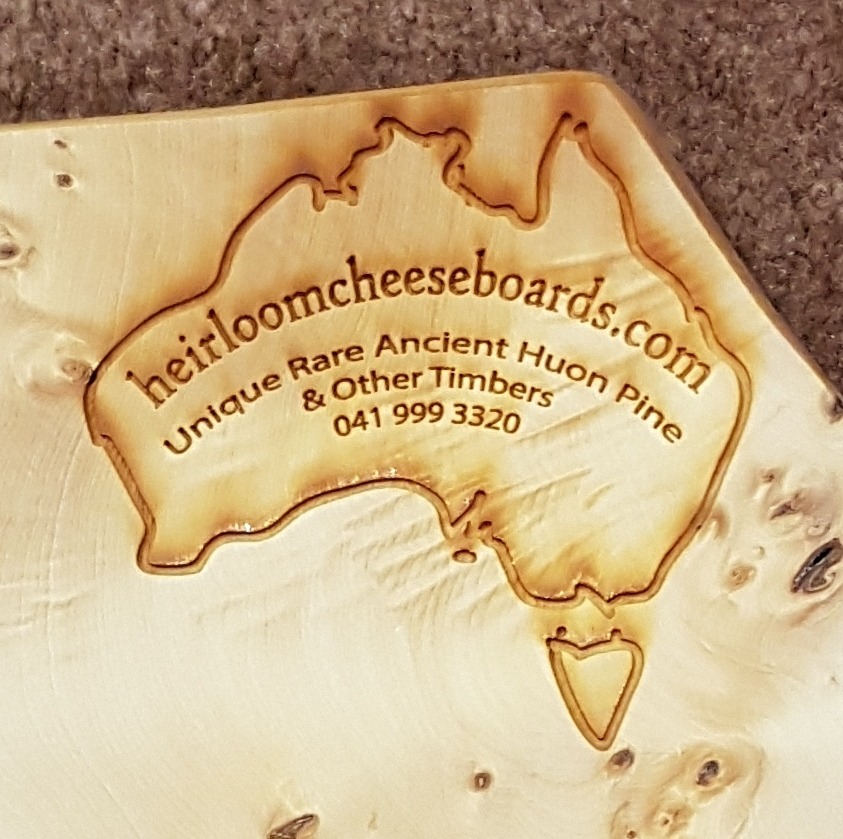 heirloomcheeseboards.com
Unique Rare Ancient Huon Pine
& Other Timbers
041 999 3320